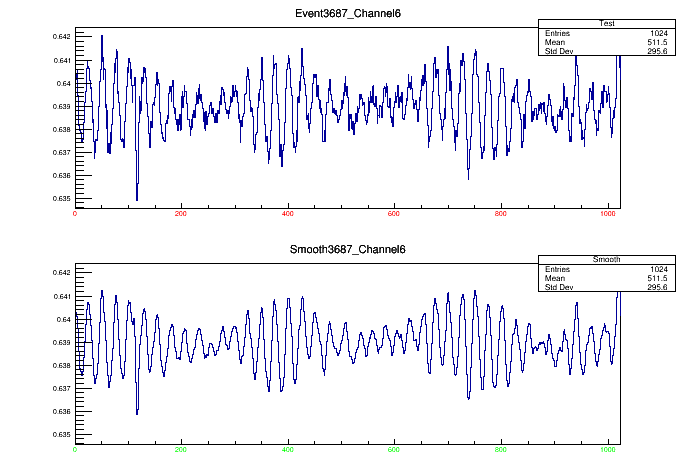 Event3687_Channel6
Test
Entries 1024
Mean 511.5
Std Dev 295.6
0.642
0.641
0.64
0.639
0.638
0.637
0.636
0.635
0 200 400 600 800 1000
Smooth3687_Channel6
Smooth
Entries 1024
Mean 511.5
Std Dev 295.6
0.642
0.641
0.64
0.639
0.638
0.637
0.636
0.635
0 200 400 600 800 1000